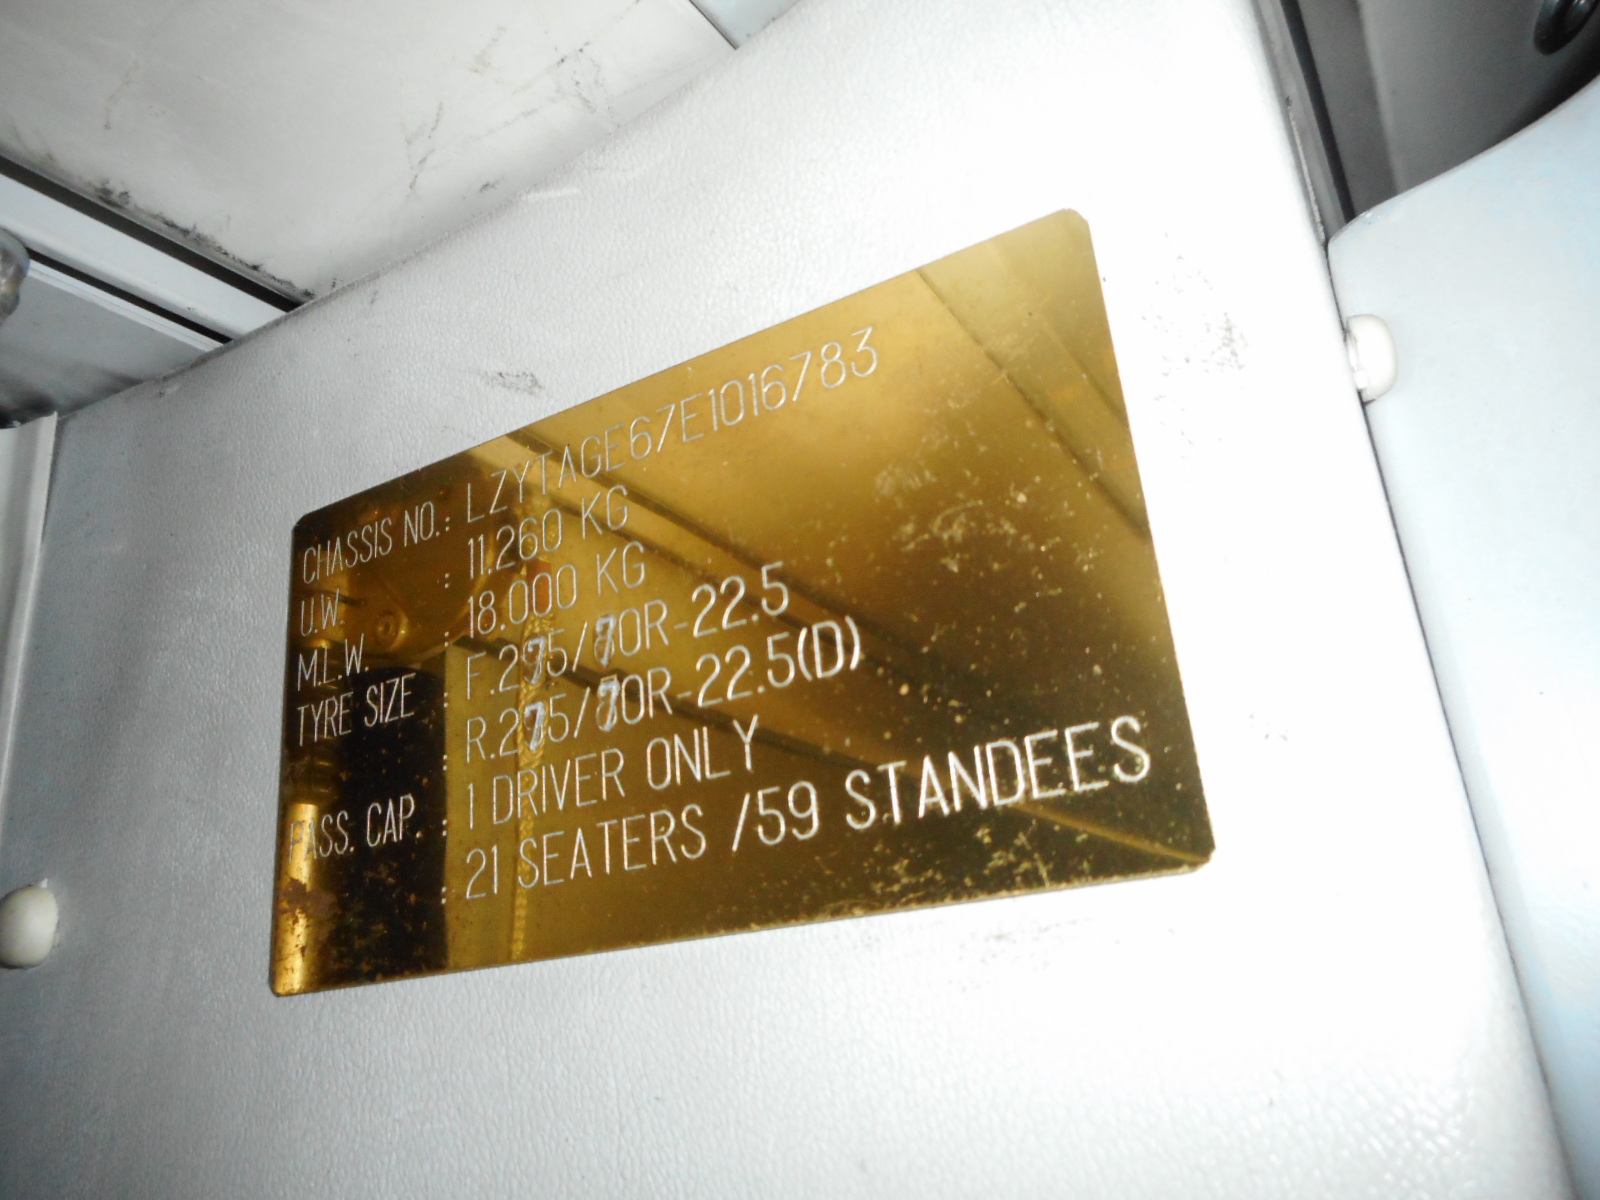 CHASSIS NO. : LZYTAGE67E1016783
U.W. : 11.260 KG
M.L.W. : 18.000 KG
TYRE SIZE : F.275/70R-22.5
: R.275/70R-22.5(D)
PASS. CAP. : 1 DRIVER ONLY
: 21 SEATERS /59 STANDEES